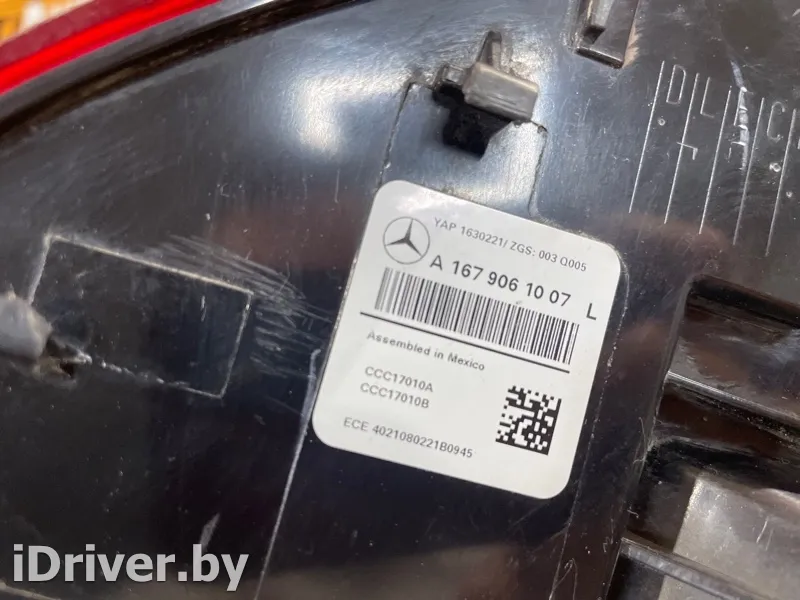 YAP 1630221/ ZGS: 003 Q005
A 167 906 10 07 L
Assembled in Mexico
CCC17010A
CCC17010B
ECE 4021080221B0945
iDriver.by